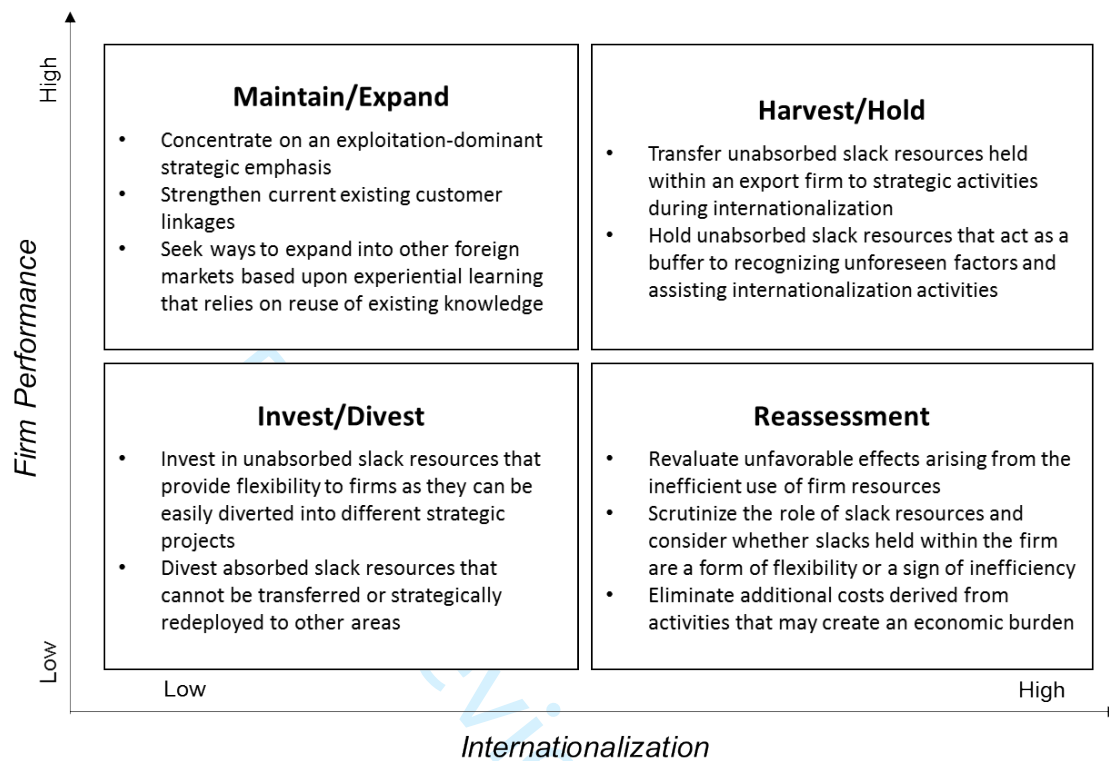 High
Maintain/Expand
• Concentrate on an exploitation-dominant
strategic emphasis
• Strengthen current existing customer
linkages
• Seek ways to expand into other foreign
markets based upon experiential learning
that relies on reuse of existing knowledge
Harvest/Hold
• Transfer unabsorbed slack resources held
within an export firm to strategic activities
during internationalization
• Hold unabsorbed slack resources that act as a
buffer to recognizing unforeseen factors and
assisting internationalization activities
Firm Performance
Invest/Divest
• Invest in unabsorbed slack resources that
provide flexibility to firms as they can be
easily diverted into different strategic
projects
• Divest absorbed slack resources that
cannot be transferred or strategically
redeployed to other areas
Reassessment
• Revaluate unfavorable effects arising from the
inefficient use of firm resources
• Scrutinize the role of slack resources and
consider whether slacks held within the firm
are a form of flexibility or a sign of inefficiency
• Eliminate additional costs derived from
activities that may create an economic burden
Low
Low
High
Internationalization